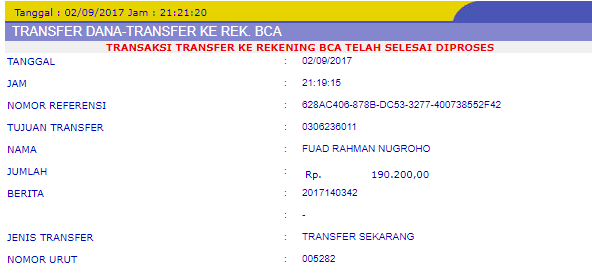 Tanggal : 02/09/2017 Jam : 21:21:20
TRANSFER DANA-TRANSFER KE REK. BCA
TRANSAKSI TRANSFER KE REKENING BCA TELAH SELESAI DIPROSES
TANGGAL : 02/09/2017
JAM : 21:19:15
NOMOR REFERENSI : 628AC406-878B-DC53-3277-400738552F42
TUJUAN TRANSFER : 0306236011
NAMA : FUAD RAHMAN NUGROHO
JUMLAH : Rp. 190.200,00
BERITA : 2017140342
: -
JENIS TRANSFER : TRANSFER SEKARANG
NOMOR URUT : 005282